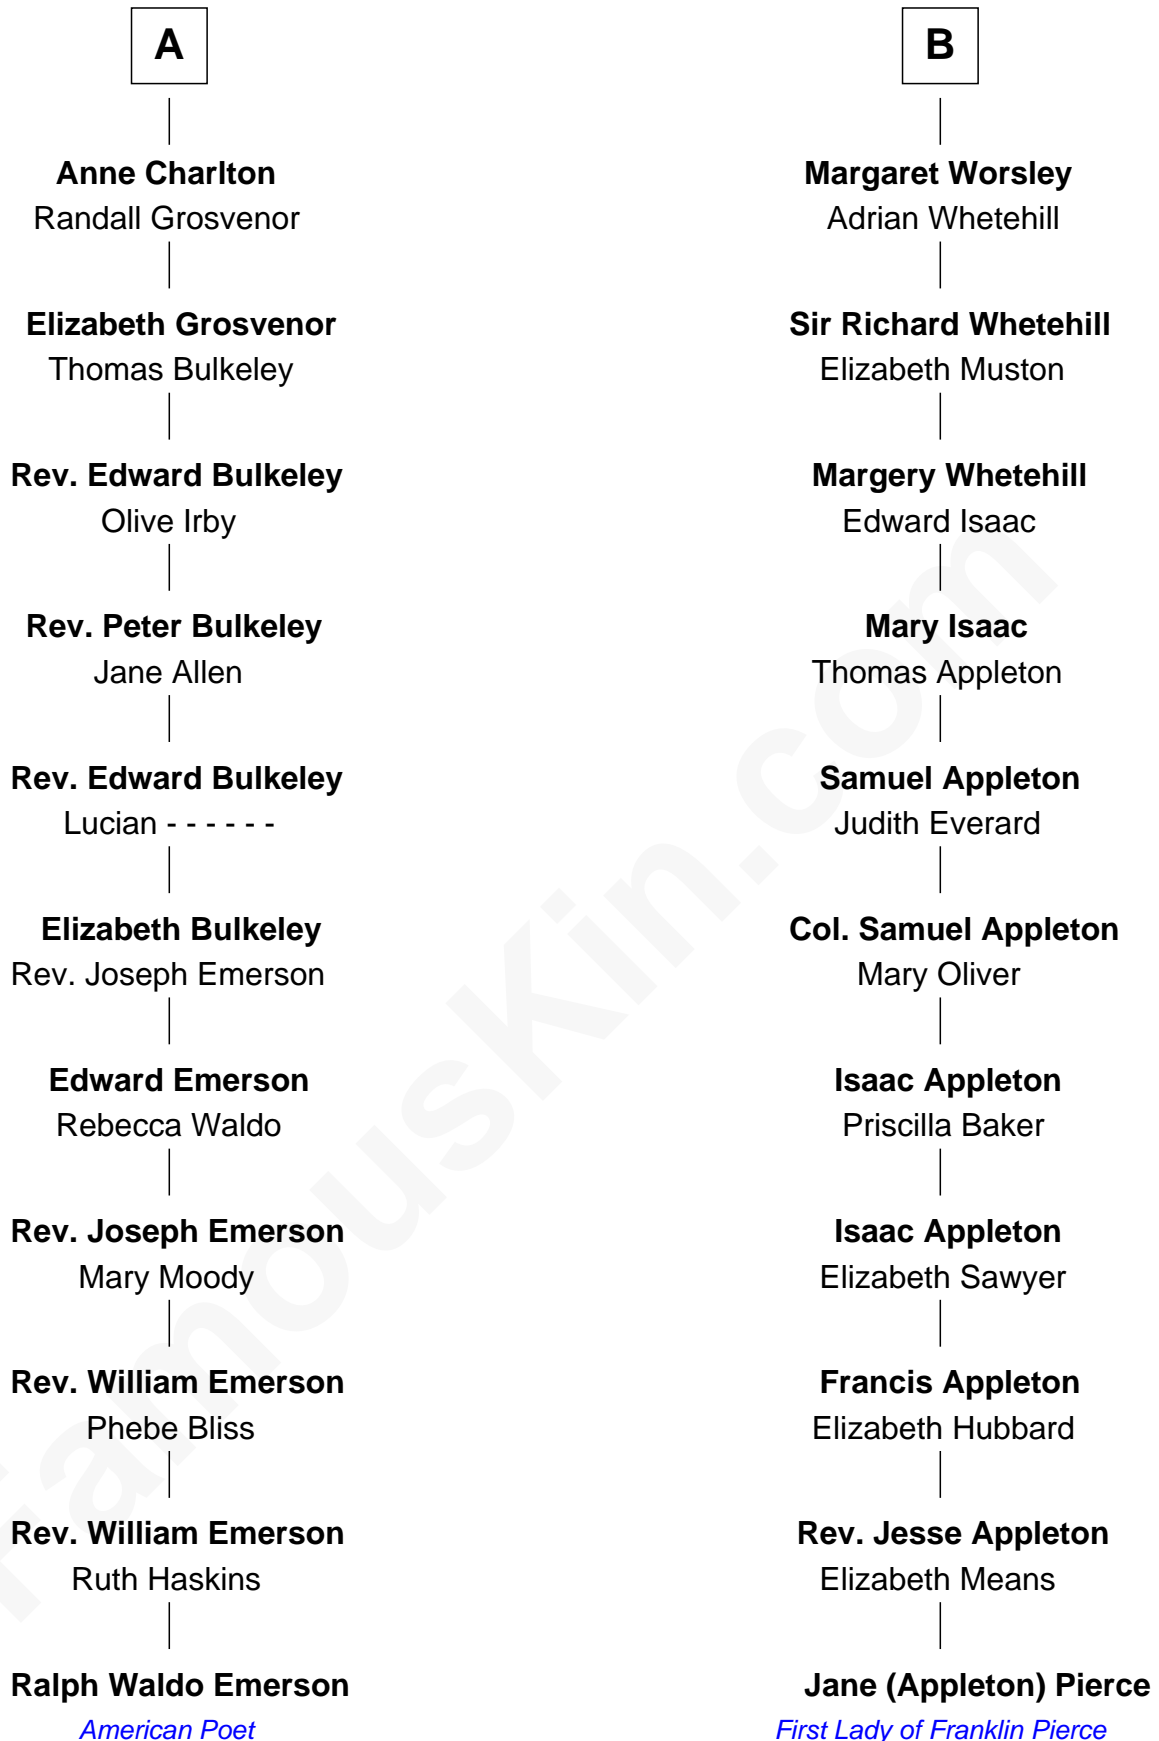 A
Anne Charlton
Randall Grosvenor
Elizabeth Grosvenor
Thomas Bulkeley
Rev. Edward Bulkeley
Olive Irby
Rev. Peter Bulkeley
Jane Allen
Rev. Edward Bulkeley
Lucian - - - - - -
Elizabeth Bulkeley
Rev. Joseph Emerson
Edward Emerson
Rebecca Waldo
Rev. Joseph Emerson
Mary Moody
Rev. William Emerson
Phebe Bliss
Rev. William Emerson
Ruth Haskins
Ralph Waldo Emerson
American Poet
B
Margaret Worsley
Adrian Whetehill
Sir Richard Whetehill
Elizabeth Muston
Margery Whetehill
Edward Isaac
Mary Isaac
Thomas Appleton
Samuel Appleton
Judith Everard
Col. Samuel Appleton
Mary Oliver
Isaac Appleton
Priscilla Baker
Isaac Appleton
Elizabeth Sawyer
Francis Appleton
Elizabeth Hubbard
Rev. Jesse Appleton
Elizabeth Means
Jane (Appleton) Pierce
First Lady of Franklin Pierce
FamousKin.com